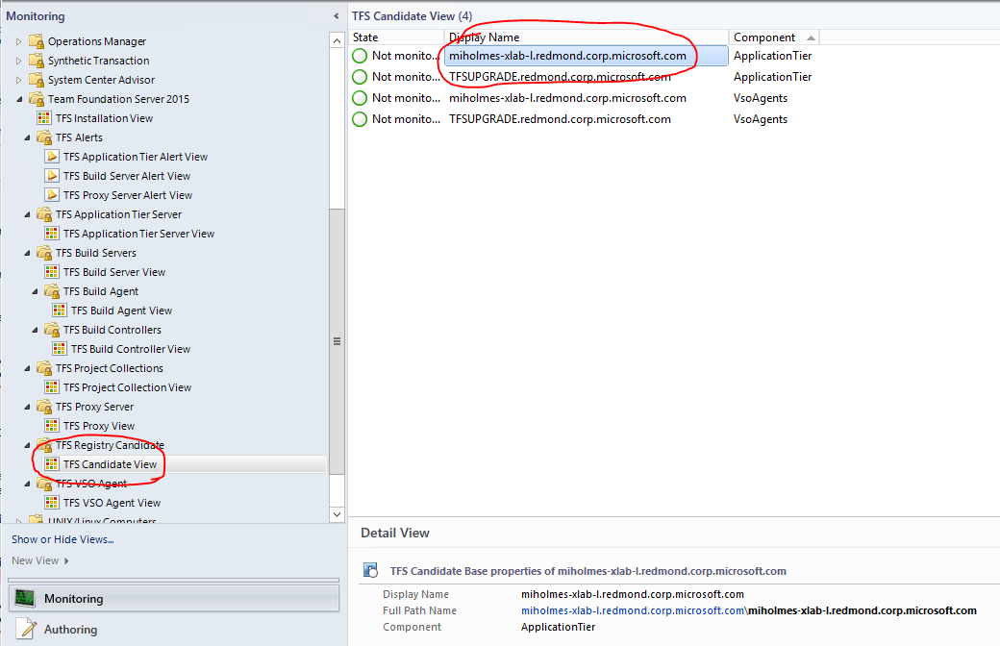 Monitoring
Operations Manager
Synthetic Transaction
System Center Advisor
Team Foundation Server 2015
TFS Installation View
TFS Alerts
TFS Application Tier Alert View
TFS Build Server Alert View
TFS Proxy Server Alert View
TFS Application Tier Server
TFS Application Tier Server View
TFS Build Servers
TFS Build Server View
TFS Build Agent
TFS Build Agent View
TFS Build Controllers
TFS Build Controller View
TFS Project Collections
TFS Project Collection View
TFS Proxy Server
TFS Proxy View
TFS Registry Candidate
TFS Candidate View
TFS VSO Agent
TFS VSO Agent View
UNIX/Linux Computers
Show or Hide Views...
New View
Monitoring
Authoring
TFS Candidate View (4)
State Display Name Component
Not monito... miholmes-xlab-l.redmond.corp.microsoft.com ApplicationTier
Not monito... TFSUPGRADE.redmond.corp.microsoft.com ApplicationTier
Not monito... miholmes-xlab-l.redmond.corp.microsoft.com VsoAgents
Not monito... TFSUPGRADE.redmond.corp.microsoft.com VsoAgents
Detail View
TFS Candidate Base properties of miholmes-xlab-l.redmond.corp.microsoft.com
Display Name miholmes-xlab-l.redmond.corp.microsoft.com
Full Path Name miholmes-xlab-l.redmond.corp.microsoft.com\miholmes-xlab-l.redmond.corp.microsoft.com
Component ApplicationTier